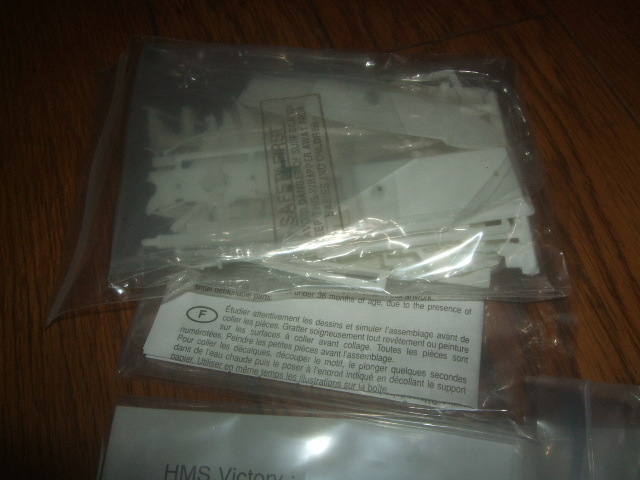 SAFETY FIRST
small detachable parts under 36 months of age, due to the presence of
F
Étudier attentivement les dessins et simuler l'assemblage avant de
coller les pièces. Gratter soigneusement tout revêtement ou peinture
sur les surfaces à coller avant collage. Toutes les pièces sont
numérotées. Peindre les petites pièces avant l'assemblage.
Pour coller les décalques, découper le motif, le plonger quelques secondes
dans de l'eau chaude puis le poser à l'endroit indiqué en décollant le support
papier. Utiliser en même temps les illustrations sur la boîte
HMS Victory